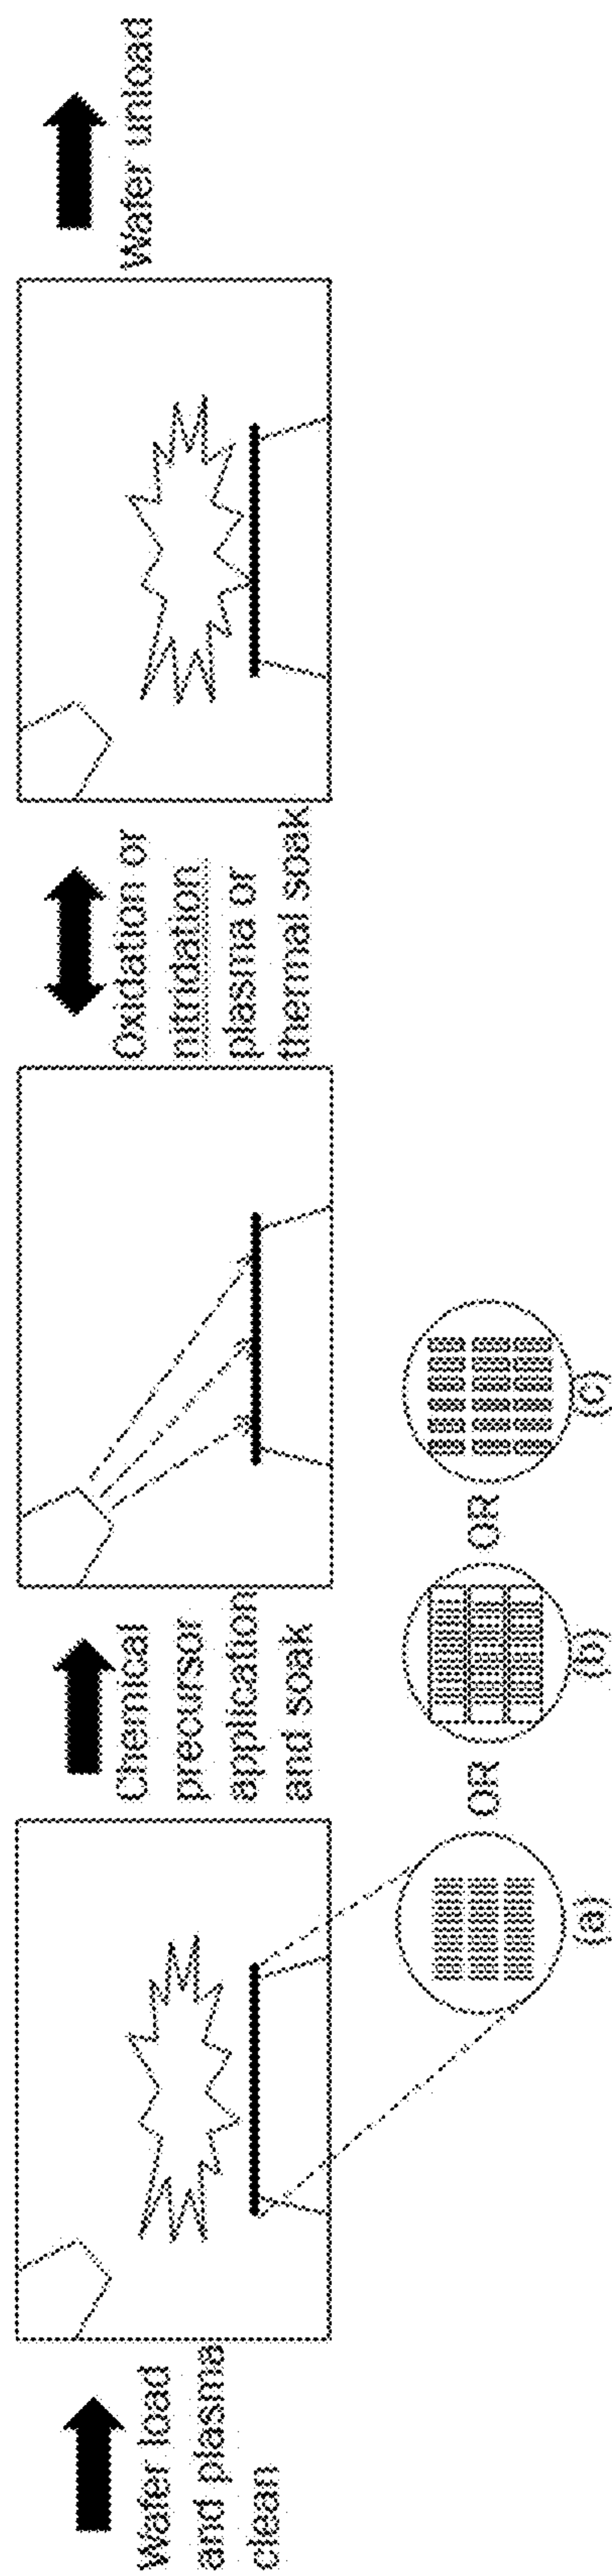 Wafer load
and plasma
clean
Chemical
precursor
application
and soak
Oxidation or
nitridation
plasma or
thermal soak
Wafer unload
(a)
OR
(b)
OR
(c)